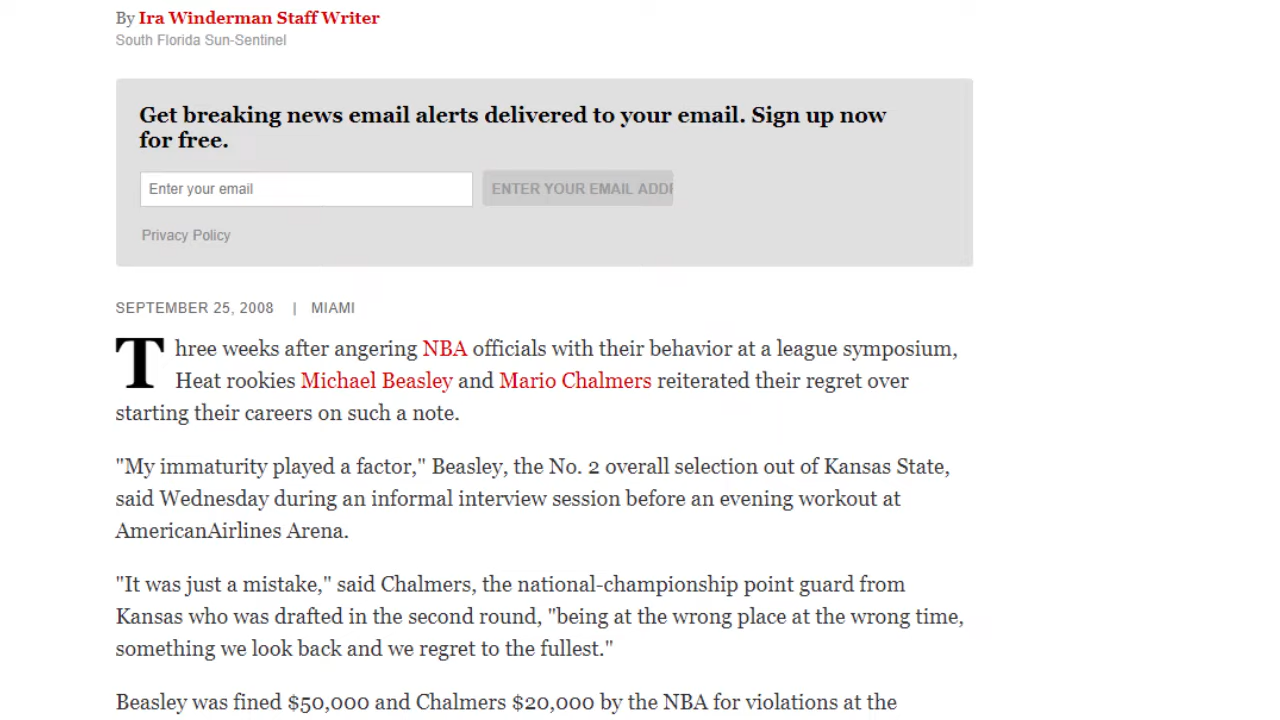 By Ira Winderman Staff Writer
South Florida Sun-Sentinel
Get breaking news email alerts delivered to your email. Sign up now
for free.
Enter your email
ENTER YOUR EMAIL ADDR
Privacy Policy
SEPTEMBER 25, 2008 | MIAMI
Three weeks after angering NBA officials with their behavior at a league symposium,
Heat rookies Michael Beasley and Mario Chalmers reiterated their regret over
starting their careers on such a note.
"My immaturity played a factor," Beasley, the No. 2 overall selection out of Kansas State,
said Wednesday during an informal interview session before an evening workout at
AmericanAirlines Arena.
"It was just a mistake," said Chalmers, the national-championship point guard from
Kansas who was drafted in the second round, "being at the wrong place at the wrong time,
something we look back and we regret to the fullest."
Beasley was fined $50,000 and Chalmers $20,000 by the NBA for violations at the